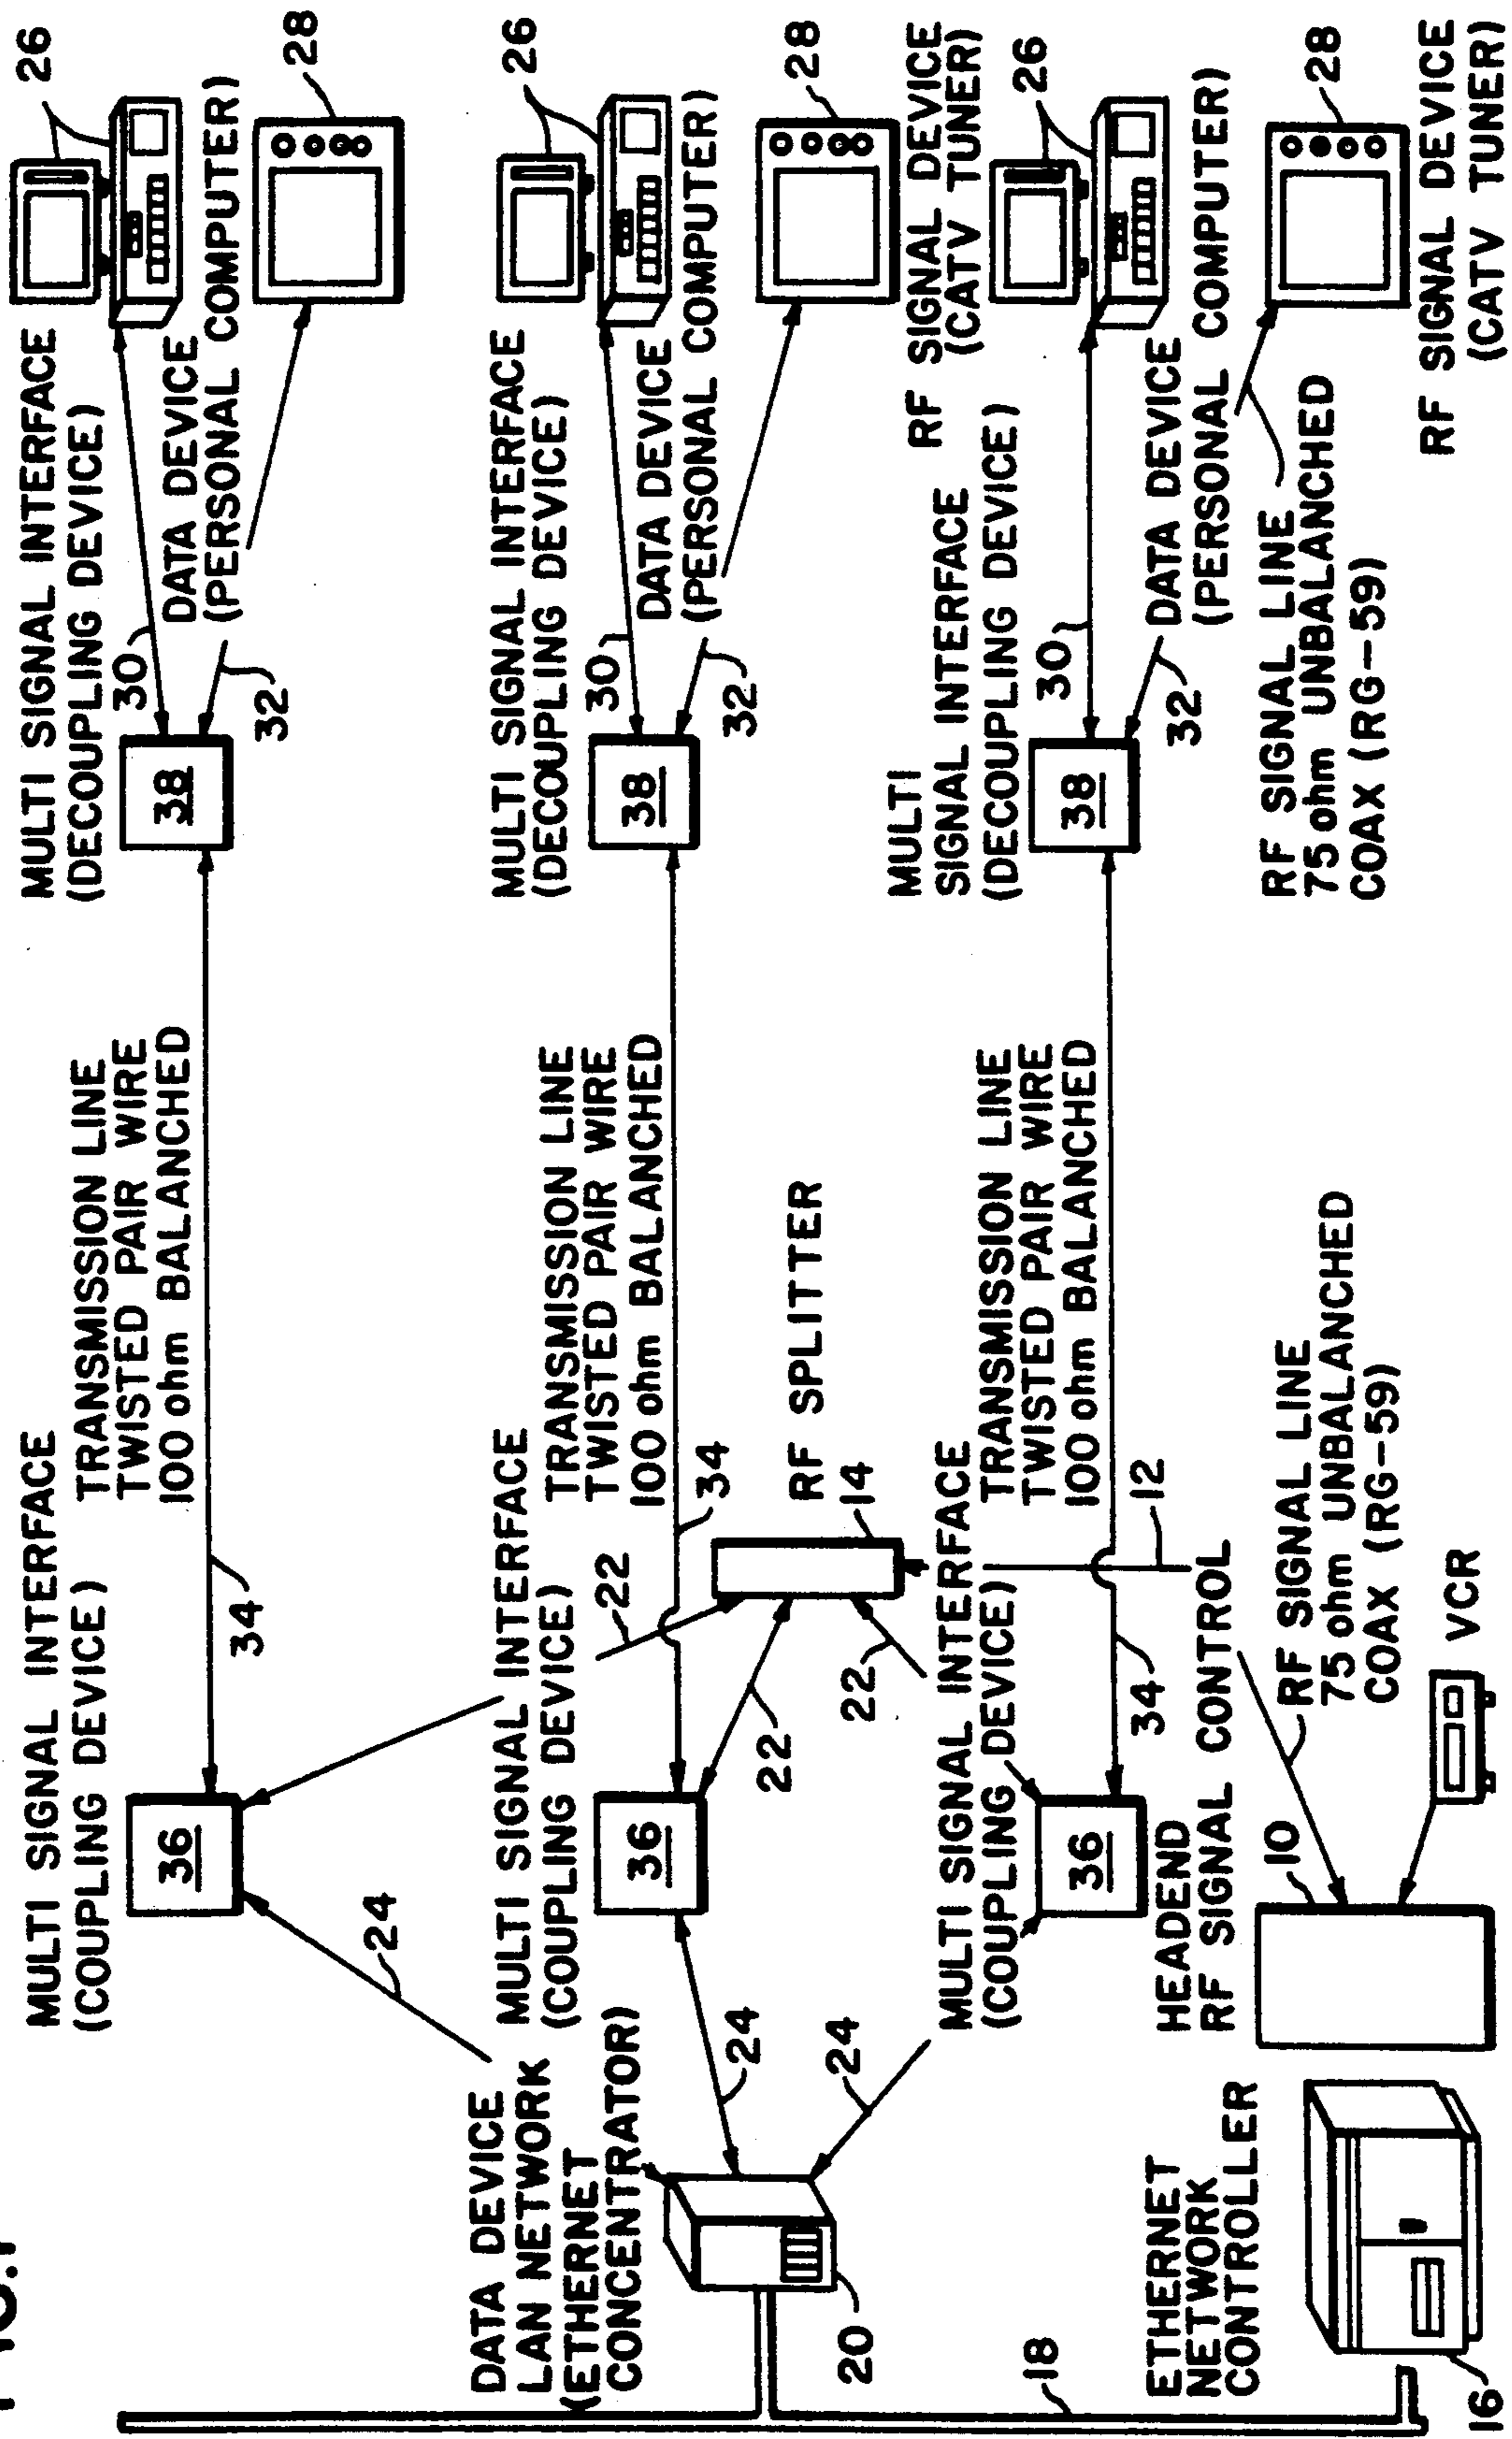 FIG.1
MULTI SIGNAL INTERFACE
(COUPLING DEVICE)
TRANSMISSION LINE
TWISTED PAIR WIRE
100 ohm BALANCHED
MULTI SIGNAL INTERFACE
(DECOUPLING DEVICE)
26
36
34
38
30
32
DATA DEVICE
(PERSONAL COMPUTER)
28
24
DATA DEVICE
LAN NETWORK
(ETHERNET
CONCENTRATOR)
MULTI SIGNAL INTERFACE
(COUPLING DEVICE)
22
TRANSMISSION LINE
TWISTED PAIR WIRE
100 ohm BALANCHED
34
MULTI SIGNAL INTERFACE
(DECOUPLING DEVICE)
26
36
38
30
32
DATA DEVICE
(PERSONAL COMPUTER)
28
24
22
RF SPLITTER
14
20
24
22
RF SIGNAL DEVICE
(CATV TUNER)
MULTI SIGNAL INTERFACE
(COUPLING DEVICE)
TRANSMISSION LINE
TWISTED PAIR WIRE
100 ohm BALANCHED
MULTI
SIGNAL INTERFACE
(DECOUPLING DEVICE)
26
36
34
12
38
30
32
DATA DEVICE
(PERSONAL COMPUTER)
18
ETHERNET
NETWORK
CONTROLLER
16
HEADEND
RF SIGNAL CONTROL
10
RF SIGNAL LINE
75 ohm UNBALANCHED
COAX (RG-59)
VCR
RF SIGNAL LINE
75 ohm UNBALANCHED
COAX (RG-59)
28
RF SIGNAL DEVICE
(CATV TUNER)